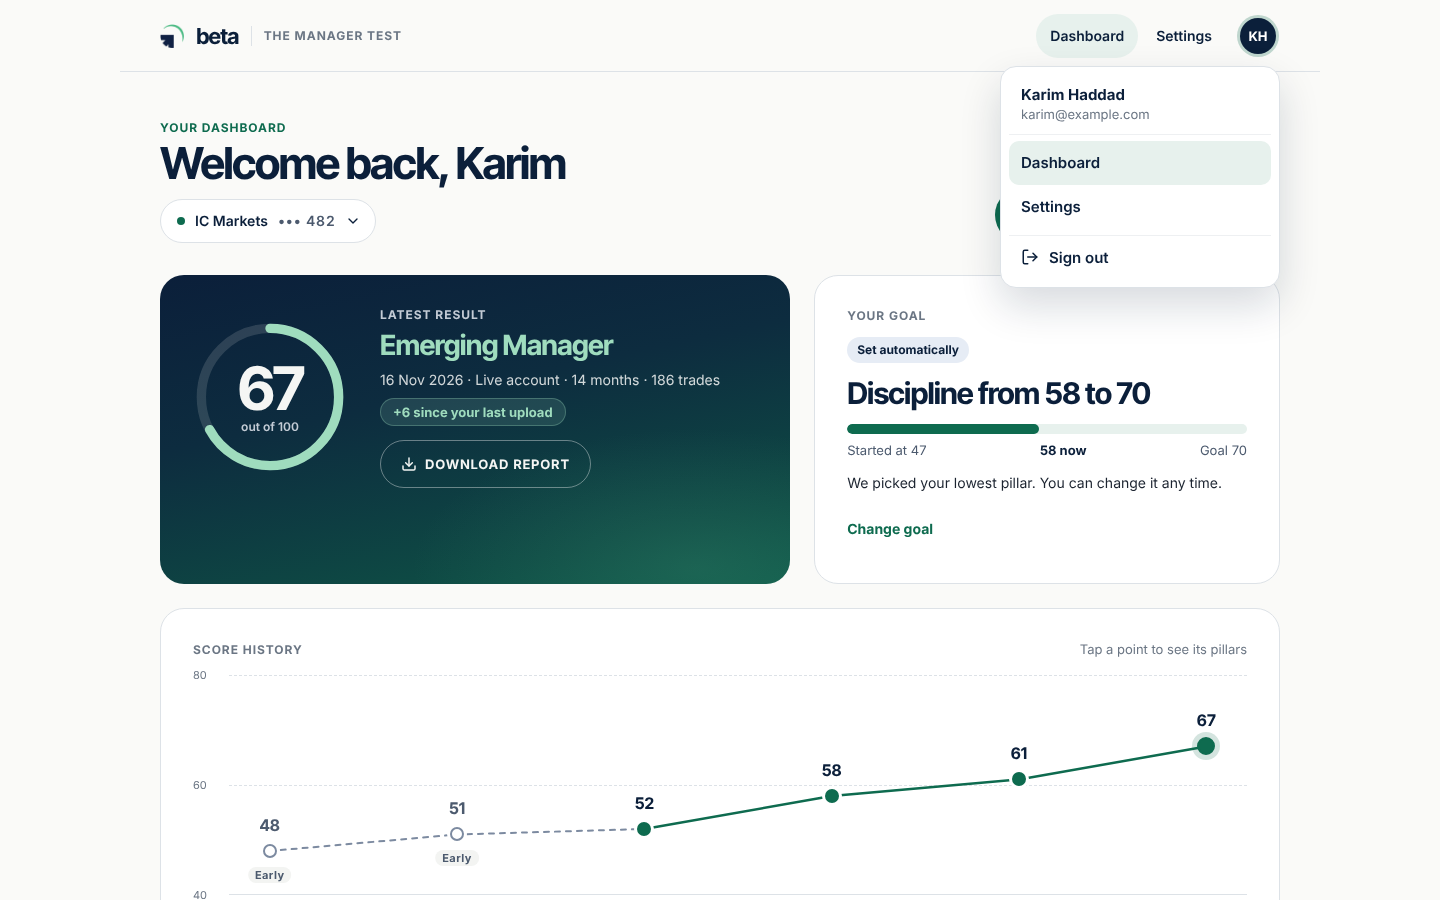 beta
THE MANAGER TEST
Dashboard
Settings
KH
Karim Haddad
karim@example.com
Dashboard
Settings
Sign out
YOUR DASHBOARD
Welcome back, Karim
IC Markets ••• 482
67
out of 100
LATEST RESULT
Emerging Manager
16 Nov 2026 · Live account · 14 months · 186 trades
+6 since your last upload
DOWNLOAD REPORT
YOUR GOAL
Set automatically
Discipline from 58 to 70
Started at 47
58 now
Goal 70
We picked your lowest pillar. You can change it any time.
Change goal
SCORE HISTORY
Tap a point to see its pillars
80
60
40
48
Early
51
Early
52
58
61
67